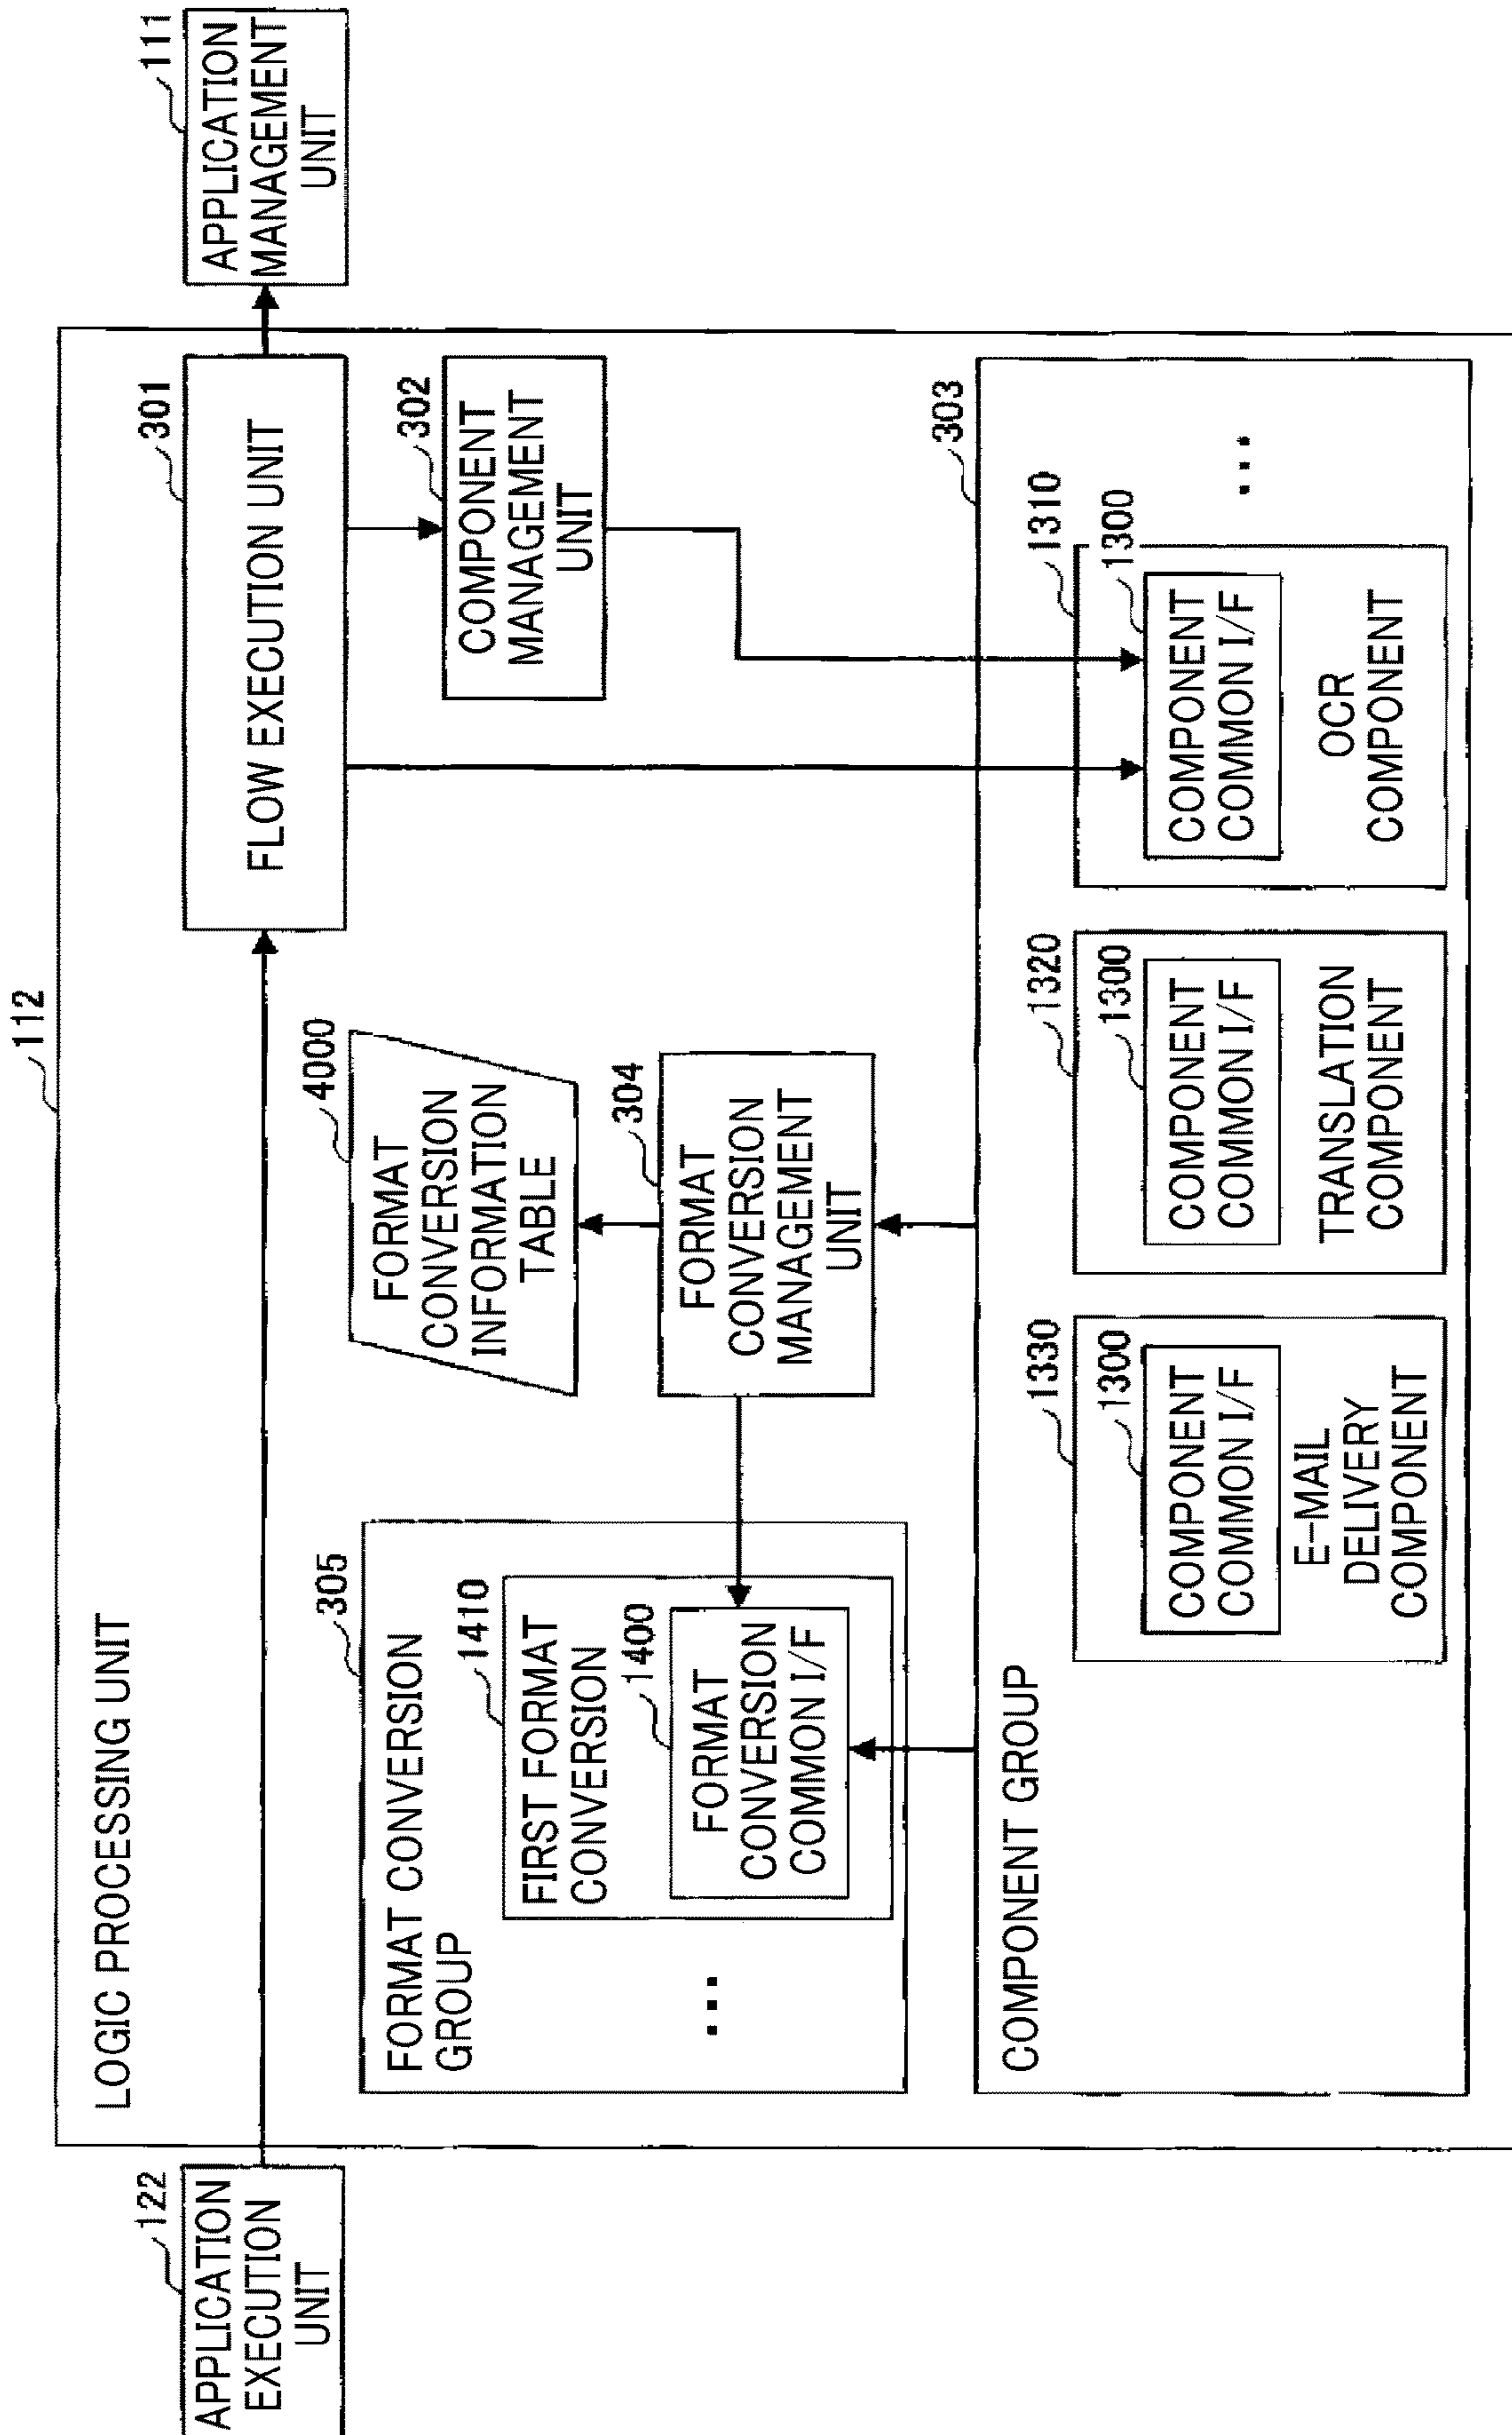 112
LOGIC PROCESSING UNIT
122
APPLICATION
EXECUTION
UNIT
301
FLOW EXECUTION UNIT
111
APPLICATION
MANAGEMENT
UNIT
305
FORMAT CONVERSION
GROUP
1410
FIRST FORMAT
CONVERSION
1400
FORMAT
CONVERSION
COMMON I/F
...
4000
FORMAT
CONVERSION
INFORMATION
TABLE
304
FORMAT
CONVERSION
MANAGEMENT
UNIT
302
COMPONENT
MANAGEMENT
UNIT
303
COMPONENT GROUP
1330
1300
COMPONENT
COMMON I/F
E-MAIL
DELIVERY
COMPONENT
1320
1300
COMPONENT
COMMON I/F
TRANSLATION
COMPONENT
1310
1300
COMPONENT
COMMON I/F
OCR
COMPONENT
...